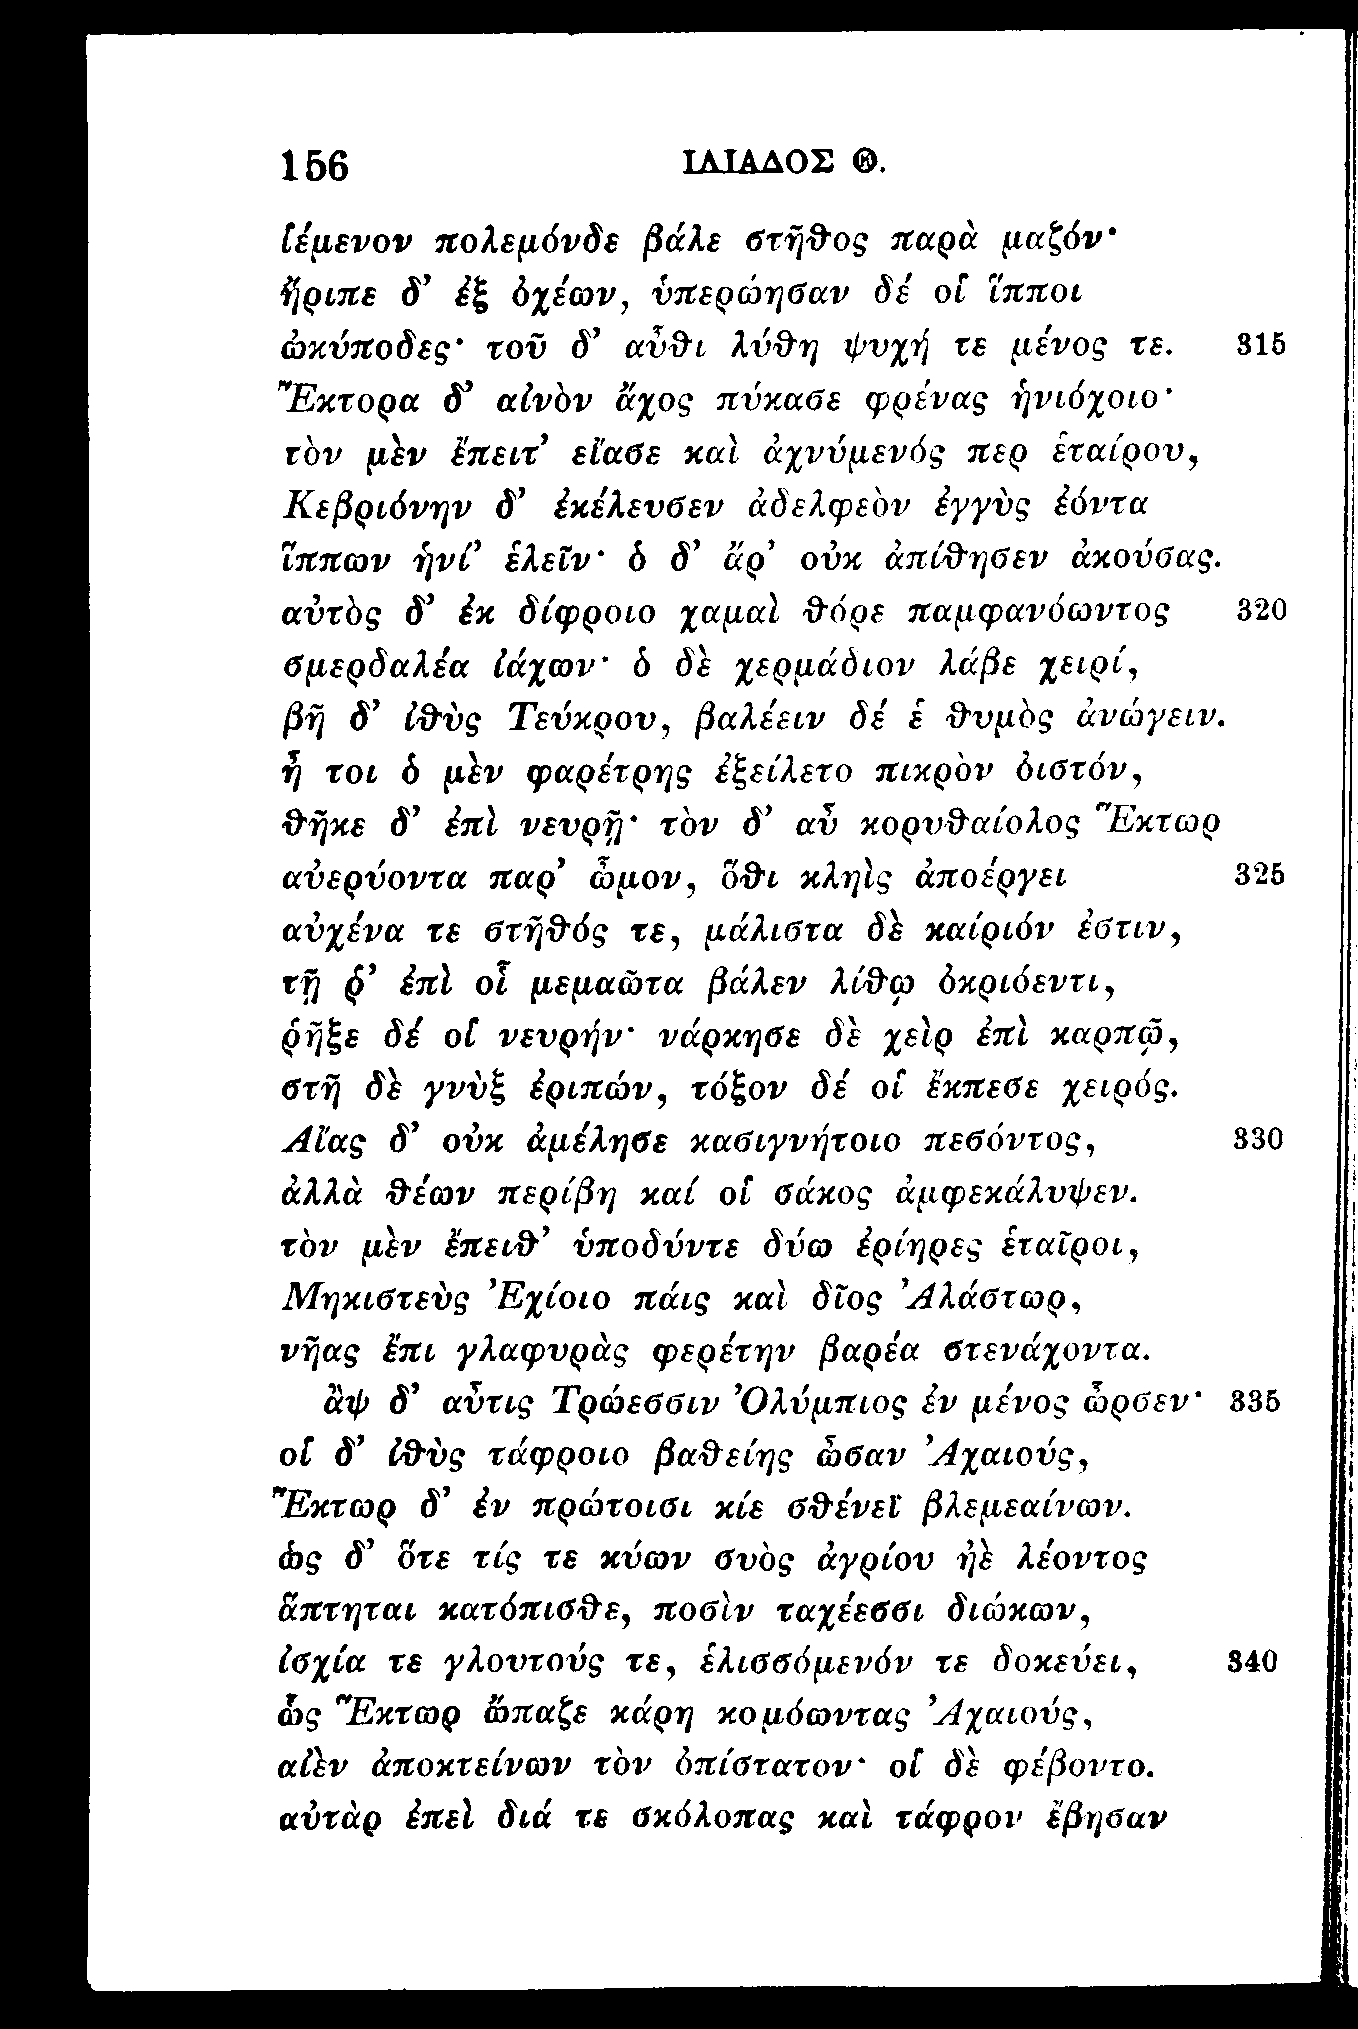 156 ΙΛΙΑΔΟΣ Θ.
ἱέμενον πολεμόνδε βάλε στῆθος παρὰ μαζόν·
ἤριπε δ’ ἐξ ὀχέων, ὑπερώησαν δέ οἱ ἵπποι
ὠκύποδες· τοῦ δ’ αὖθι λύθη ψυχή τε μένος τε. 315
Ἕκτορα δ’ αἰνὸν ἄχος πύκασε φρένας ἡνιόχοιο·
τὸν μὲν ἔπειτ’ εἴασε καὶ ἀχνύμενός περ ἑταίρου,
Κεβριόνην δ’ ἐκέλευσεν ἀδελφεὸν ἐγγὺς ἐόντα
ἵππων ἡνί’ ἑλεῖν· ὁ δ’ ἄρ’ οὐκ ἀπίθησεν ἀκούσας.
αὐτὸς δ’ ἐκ δίφροιο χαμαὶ θόρε παμφανόωντος 320
σμερδαλέα ἰάχων· ὁ δὲ χερμάδιον λάβε χειρί,
βῆ δ’ ἰθὺς Τεύκρου, βαλέειν δέ ἑ θυμὸς ἀνώγειν.
ἦ τοι ὁ μὲν φαρέτρης ἐξείλετο πικρὸν ὀιστόν,
θῆκε δ’ ἐπὶ νευρῇ· τὸν δ’ αὖ κορυθαίολος Ἕκτωρ
αὐερύοντα παρ’ ὦμον, ὅθι κληὶς ἀποέργει 325
αὐχένα τε στῆθός τε, μάλιστα δὲ καίριόν ἐστιν,
τῇ ῥ’ ἐπὶ οἷ μεμαῶτα βάλεν λίθῳ ὀκριόεντι,
ῥῆξε δέ οἱ νευρήν· νάρκησε δὲ χεὶρ ἐπὶ καρπῷ,
στῆ δὲ γνὺξ ἐριπών, τόξον δέ οἱ ἔκπεσε χειρός.
Αἴας δ’ οὐκ ἀμέλησε κασιγνήτοιο πεσόντος, 330
ἀλλὰ θέων περίβη καί οἱ σάκος ἀμφεκάλυψεν.
τὸν μὲν ἔπειθ’ ὑποδύντε δύω ἐρίηρες ἑταῖροι,
Μηκιστεὺς Ἐχίοιο πάις καὶ δῖος Ἀλάστωρ,
νῆας ἔπι γλαφυρὰς φερέτην βαρέα στενάχοντα.
ἂψ δ’ αὖτις Τρώεσσιν Ὀλύμπιος ἐν μένος ὦρσεν· 335
οἱ δ’ ἰθὺς τάφροιο βαθείης ὦσαν Ἀχαιούς,
Ἕκτωρ δ’ ἐν πρώτοισι κίε σθένεϊ βλεμεαίνων.
ὡς δ’ ὅτε τίς τε κύων συὸς ἀγρίου ἠὲ λέοντος
ἅπτηται κατόπισθε, ποσὶν ταχέεσσι διώκων,
ἰσχία τε γλουτούς τε, ἑλισσόμενόν τε δοκεύει, 340
ὣς Ἕκτωρ ὤπαζε κάρη κομόωντας Ἀχαιούς,
αἰὲν ἀποκτείνων τὸν ὀπίστατον· οἱ δὲ φέβοντο.
αὐτὰρ ἐπεὶ διά τε σκόλοπας καὶ τάφρον ἔβησαν